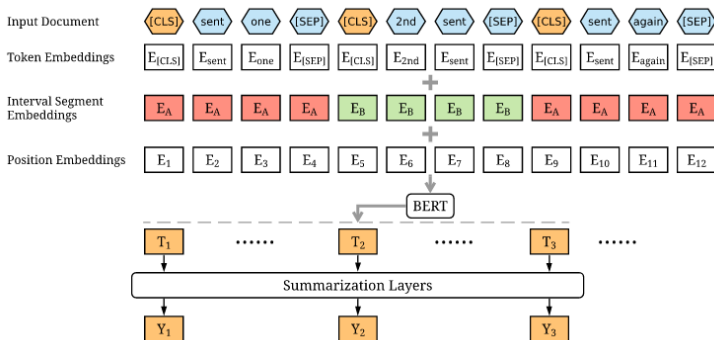 Input Document [CLS] sent one [SEP] [CLS] 2nd sent [SEP] [CLS] sent again [SEP]
Token Embeddings E[CLS] Esent Eone E[SEP] E[CLS] E2nd Esent E[SEP] E[CLS] Esent Eagain E[SEP]
+
Interval Segment
Embeddings EA EA EA EA EB EB EB EB EA EA EA EA
+
Position Embeddings E1 E2 E3 E4 E5 E6 E7 E8 E9 E10 E11 E12
BERT
T1 ...... T2 ...... T3 ......
Summarization Layers
Y1 Y2 Y3